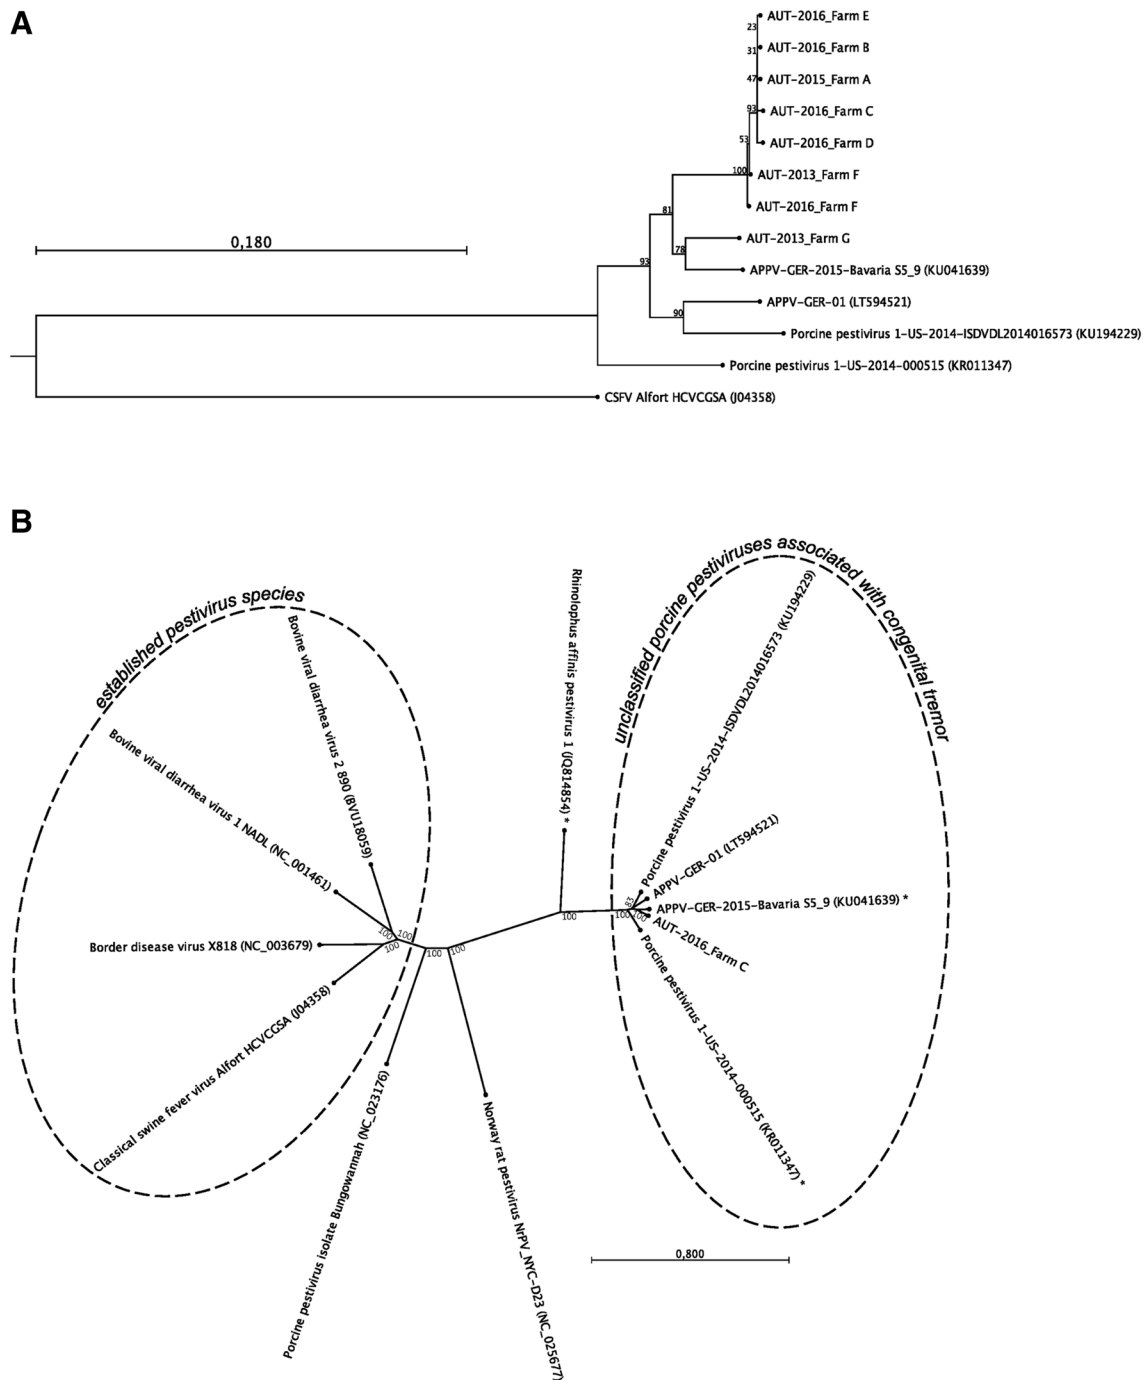 A
AUT-2016_Farm E
23
AUT-2016_Farm B
31
AUT-2015_Farm A
47
AUT-2016_Farm C
93
AUT-2016_Farm D
53
AUT-2013_Farm F
100
AUT-2016_Farm F
81
AUT-2013_Farm G
78
APPV-GER-2015-Bavaria S5_9 (KU041639)
93
APPV-GER-01 (LT594521)
90
Porcine pestivirus 1-US-2014-ISDVDL2014016573 (KU194229)
Porcine pestivirus 1-US-2014-000515 (KR011347)
CSFV Alfort HCVCGSA (J04358)
0,180
B
established pestivirus species
Bovine viral diarrhea virus 2 890 (BVU18059)
Bovine viral diarrhea virus 1 NADL (NC_001461)
Border disease virus X818 (NC_003679)
Classical swine fever virus Alfort HCVCGSA (J04358)
100
100
100
Porcine pestivirus isolate Bungowannah (NC_023176)
100
Norway rat pestivirus NrPV_NYC-D23 (NC_025677)
100
Rhinolophus affinis pestivirus 1 (JQ814854) *
100
unclassified porcine pestiviruses associated with congenital tremor
Porcine pestivirus 1-US-2014-ISDVDL2014016573 (KU194229)
APPV-GER-01 (LT594521)
APPV-GER-2015-Bavaria S5_9 (KU041639) *
AUT-2016_Farm C
Porcine pestivirus 1-US-2014-000515 (KR011347) *
83
100
100
0,800